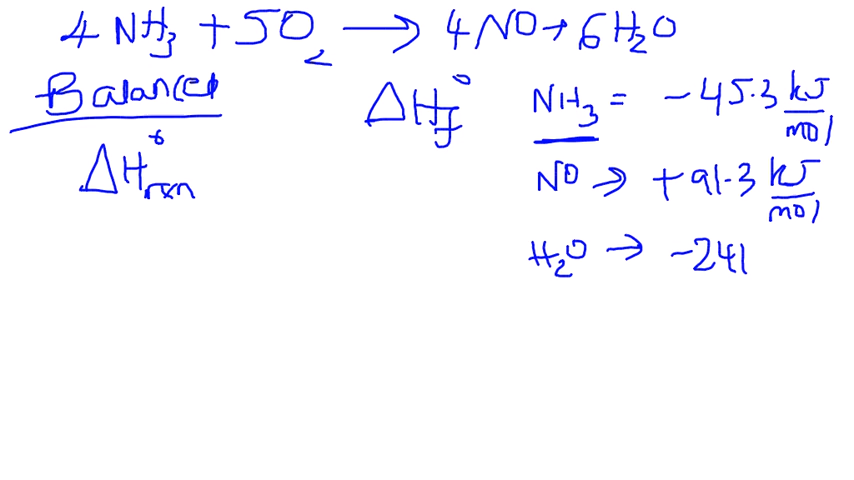 4 NH₃ + 5O₂ → 4NO + 6H₂O
Balanced
ΔH°rxn
ΔHf°
NH₃ = -45.3 kJ/mol
NO → +91.3 kJ/mol
H₂O → -241